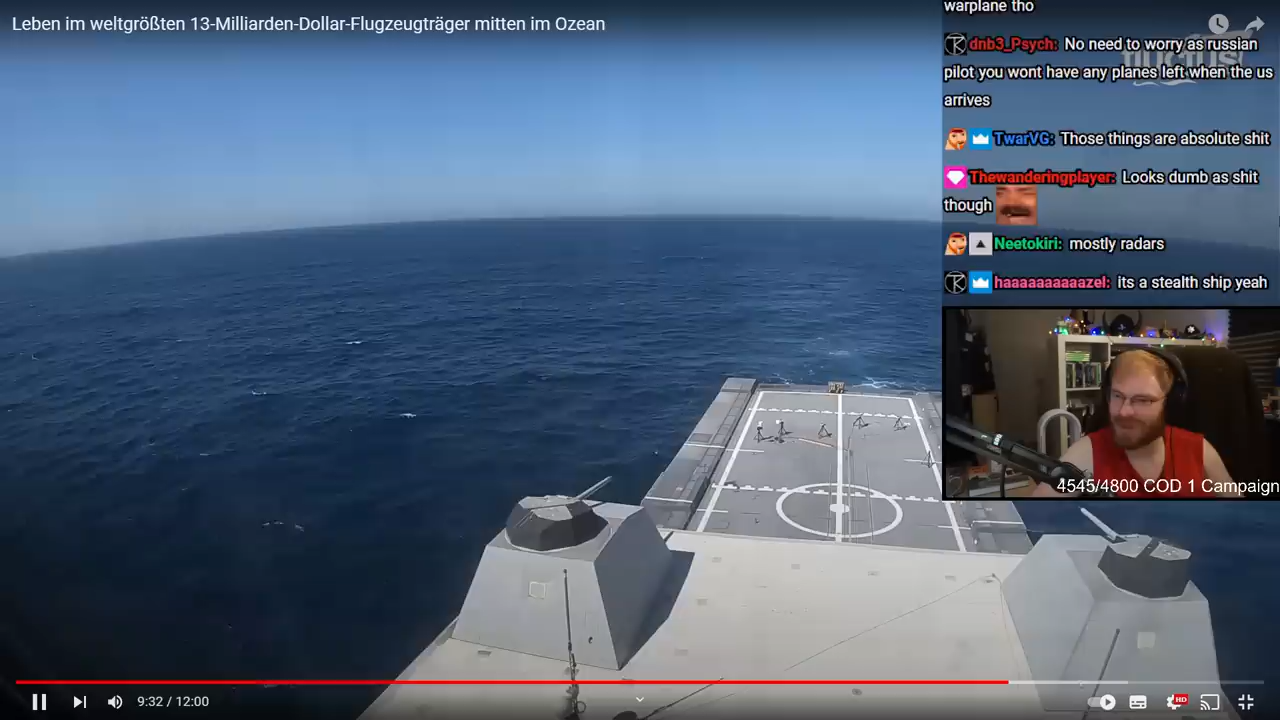 Leben im weltgrößten 13-Milliarden-Dollar-Flugzeugträger mitten im Ozean
warplane tho
dnb3_Psych: No need to worry as russian
pilot you wont have any planes left when the us
arrives
fluctus
TwarVG: Those things are absolute shit
Thewanderingplayer: Looks dumb as shit
though
Neetokiri: mostly radars
haaaaaaaaaazel: its a stealth ship yeah
4545/4800 COD 1 Campaign
9:32 / 12:00
HD